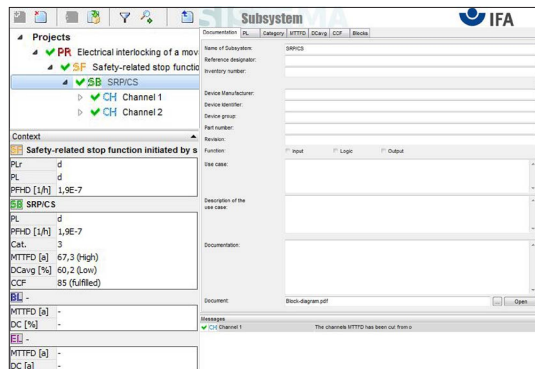 Projects
PR Electrical interlocking of a mov
SF Safety-related stop functio
SB SRP/CS
CH Channel 1
CH Channel 2
Context
SF Safety-related stop function initiated by s
PLr d
PL d
PFHD [1/h] 1,9E-7
SB SRP/CS
PL d
PFHD [1/h] 1,9E-7
Cat. 3
MTTFD [a] 67,3 (High)
DCavg [%] 60,2 (Low)
CCF 85 (fulfilled)
BL -
MTTFD [a] -
DC [%] -
EL -
MTTFD [a] -
DC [a] -
Subsystem
IFA
Documentation PL Category MTTFD DCavg CCF Blocks
Name of Subsystem: SRP/CS
Reference designator:
Inventory number:
Device Manufacturer:
Device Identifier:
Device group:
Part number:
Revision:
Function: Input Logic Output
Use case:
Description of the
use case:
Documentation:
Document: Block-diagram.pdf ... Open
Messages
CH Channel 1 The channels MTTFD has been cut from o